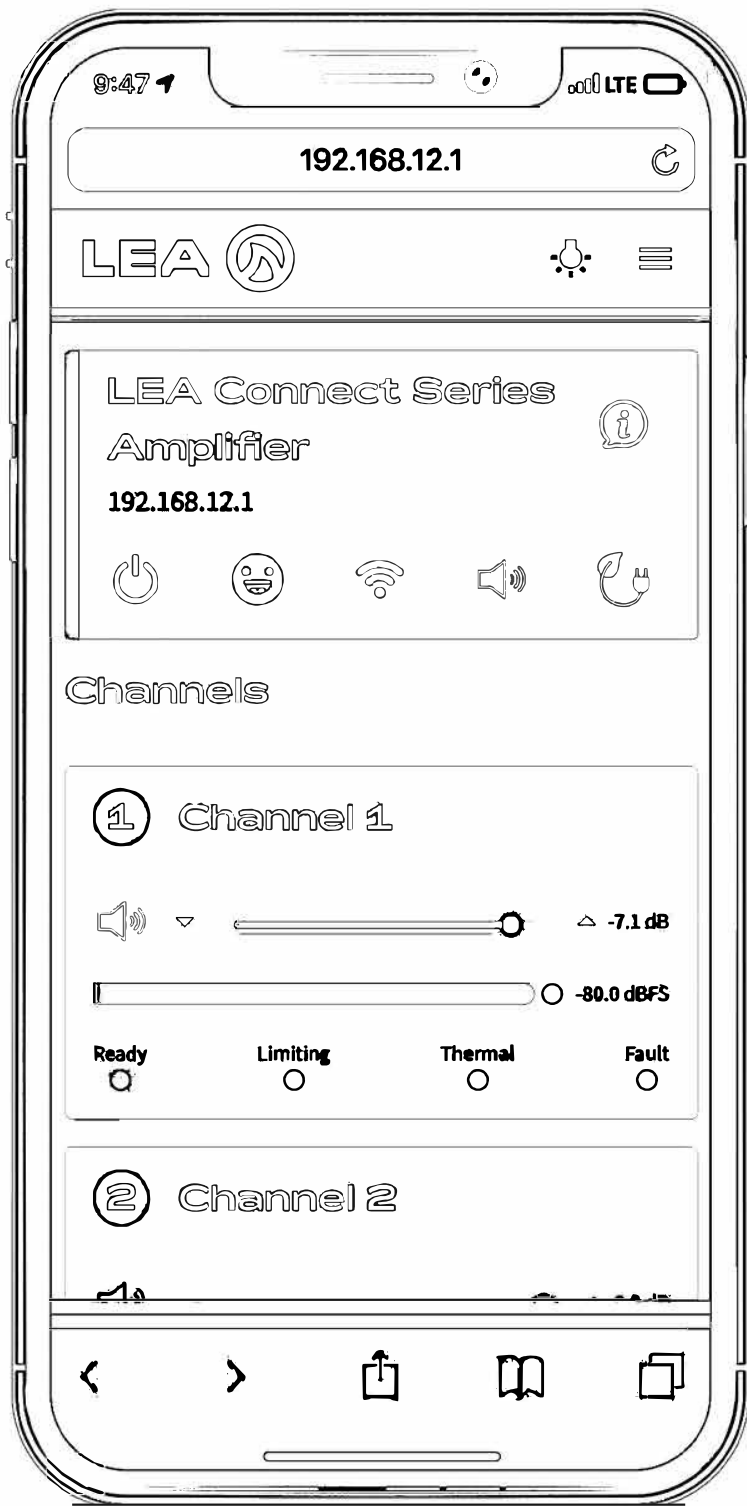 9:47 LTE
192.168.12.1
LEA
LEA Connect Series
Amplifier
192.168.12.1
Channels
1 Channel 1
-7.1 dB
-80.0 dBFS
Ready Limiting Thermal Fault
2 Channel 2